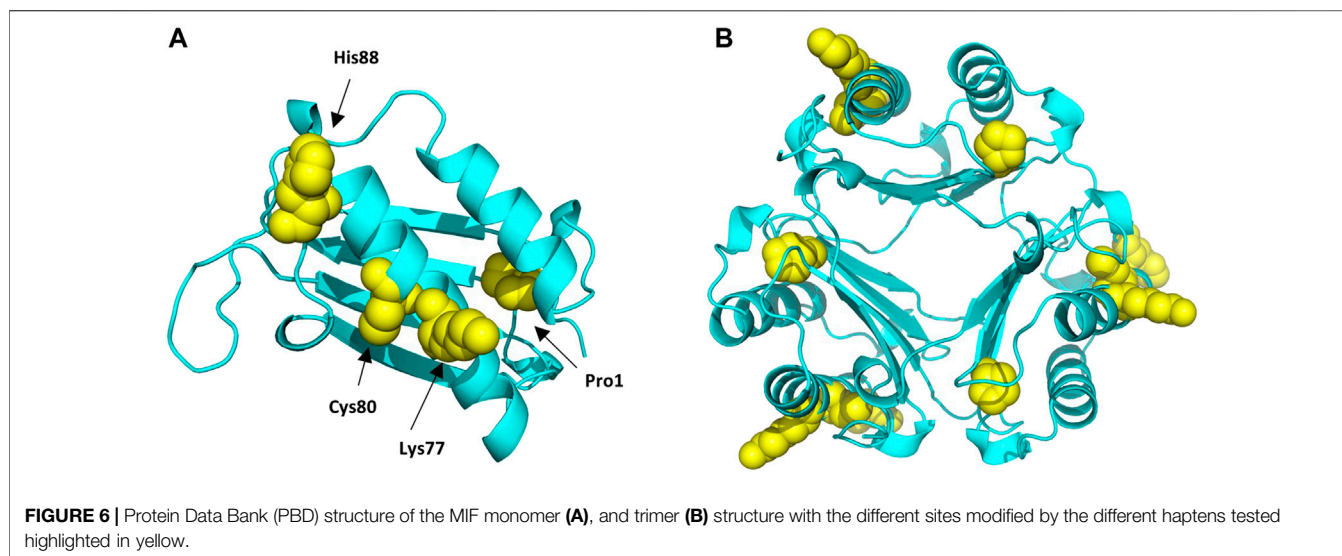 A
B
His88
Pro1
Cys80
Lys77
FIGURE 6 | Protein Data Bank (PBD) structure of the MIF monomer (A), and trimer (B) structure with the different sites modified by the different haptens tested
highlighted in yellow.